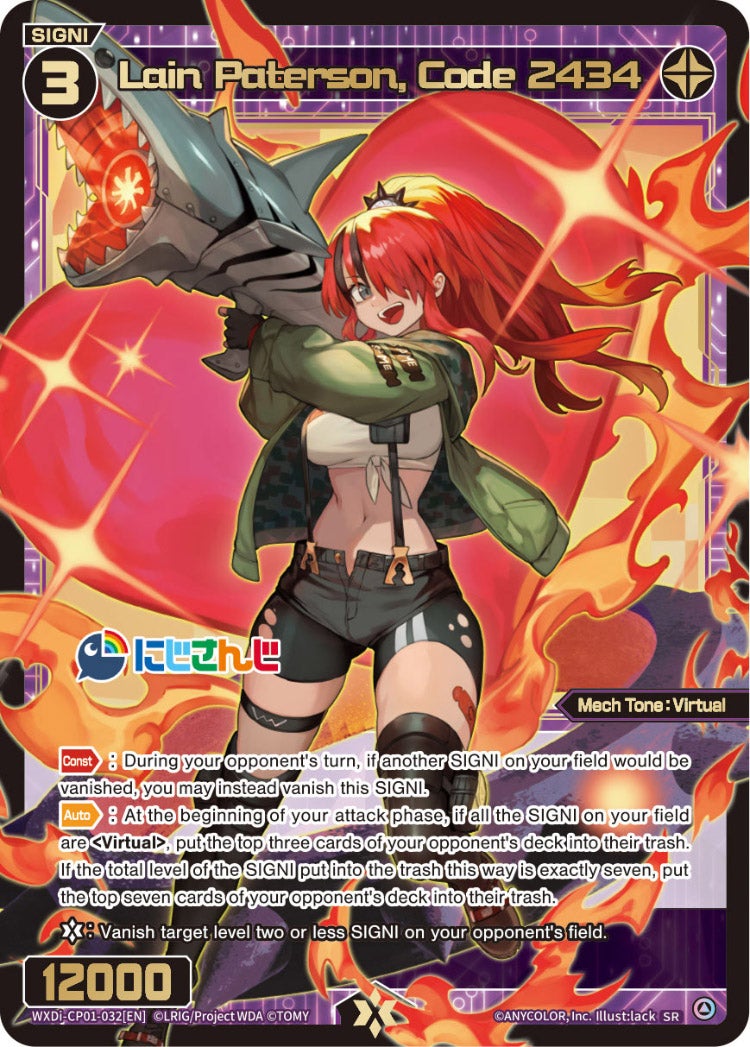 SIGNI
3
Lain Paterson, Code 2434
にじさんじ
Mech Tone:Virtual
Const : During your opponent's turn, if another SIGNI on your field would be
vanished, you may instead vanish this SIGNI.
Auto : At the beginning of your attack phase, if all the SIGNI on your field
are <Virtual>, put the top three cards of your opponent's deck into their trash.
If the total level of the SIGNI put into the trash this way is exactly seven, put
the top seven cards of your opponent's deck into their trash.
: Vanish target level two or less SIGNI on your opponent's field.
12000
WXDi-CP01-032[EN] ©LRIG/Project WDA ©TOMY
©ANYCOLOR, Inc. Illust:lack SR